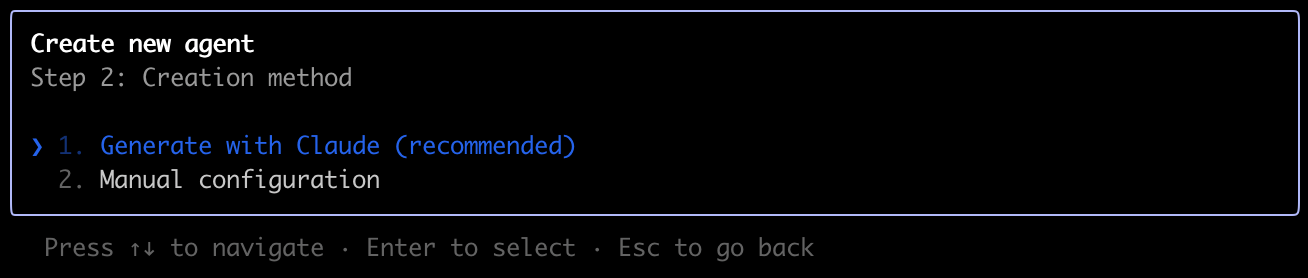 Create new agent
Step 2: Creation method
❯ 1. Generate with Claude (recommended)
2. Manual configuration
Press ↑↓ to navigate · Enter to select · Esc to go back